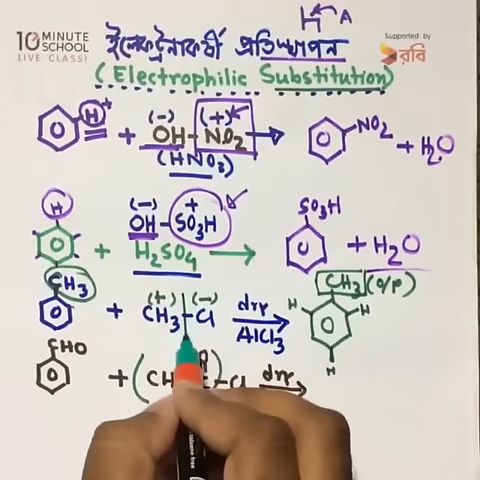 H A
10 MINUTE SCHOOL
LIVE CLASS!
Supported by
রবি
ইলেকট্রনাকর্ষী প্রতিস্থাপন
(Electrophilic Substitution)
H+ + (-) OH - (+) NO2 → NO2 + H2O
(HNO3)
H + (-) OH - + SO3H → SO3H + H2O
H2SO4
CH3 + (+) CH3 - (-) Cl dry AlCl3 CH3 (o/p)
H H
H
CHO + (CH - Cl dry